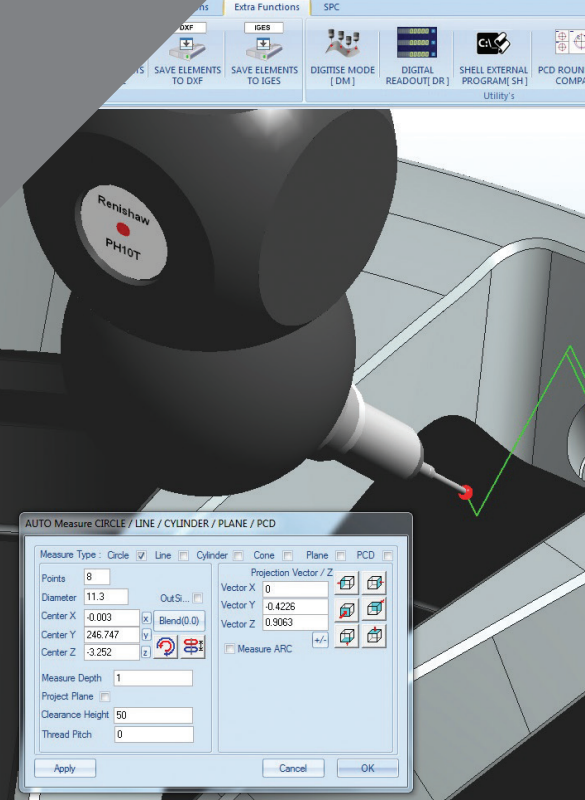 Extra Functions SPC
DXF IGES
SAVE ELEMENTS TO DXF
SAVE ELEMENTS TO IGES
DIGITISE MODE [ DM ]
DIGITAL READOUT[ DR ]
C:\
SHELL EXTERNAL PROGRAM[ SH ]
Utility's
Renishaw
PH10T
AUTO Measure CIRCLE / LINE / CYLINDER / PLANE / PCD
Measure Type : Circle Line Cylinder Cone Plane PCD
Points 8
Diameter 11.3 OutSi...
Center X -0.003 x Blend(0.0)
Center Y 246.747 y
Center Z -3.252 z
Measure Depth 1
Project Plane
Clearance Height 50
Thread Pitch 0
Projection Vector / Z
Vector X 0
Vector Y -0.4226
Vector Z 0.9063
+/-
Measure ARC
Apply Cancel OK